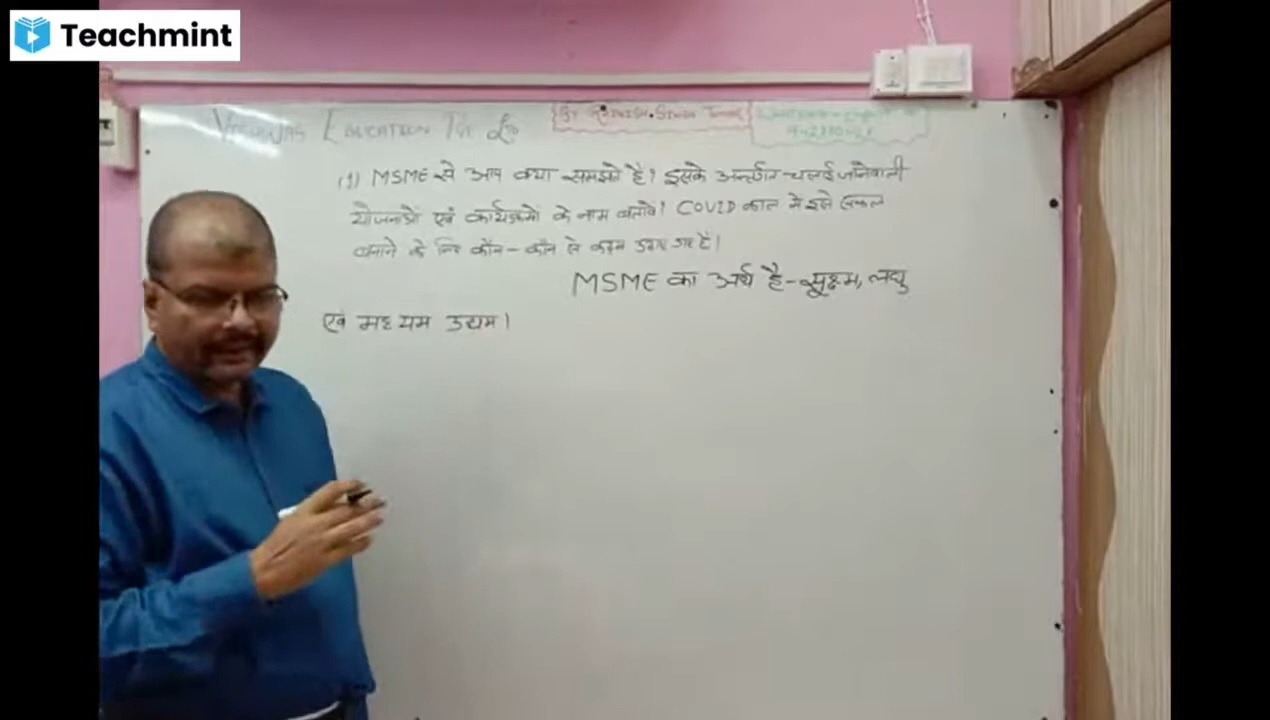 Teachmint
EDUCATION
(1) MSME से आप क्या समझते हैं? इसके अन्तर्गत चलाई जानेवाली
योजनाओं एवं कार्यक्रमों के नाम बतावें? COVID काल में इसे सफल
बनाने के लिए कौन-कौन से कदम उठाए गए हैं।
MSME का अर्थ है- सूक्ष्म, लघु
एवं मध्यम उद्यम।